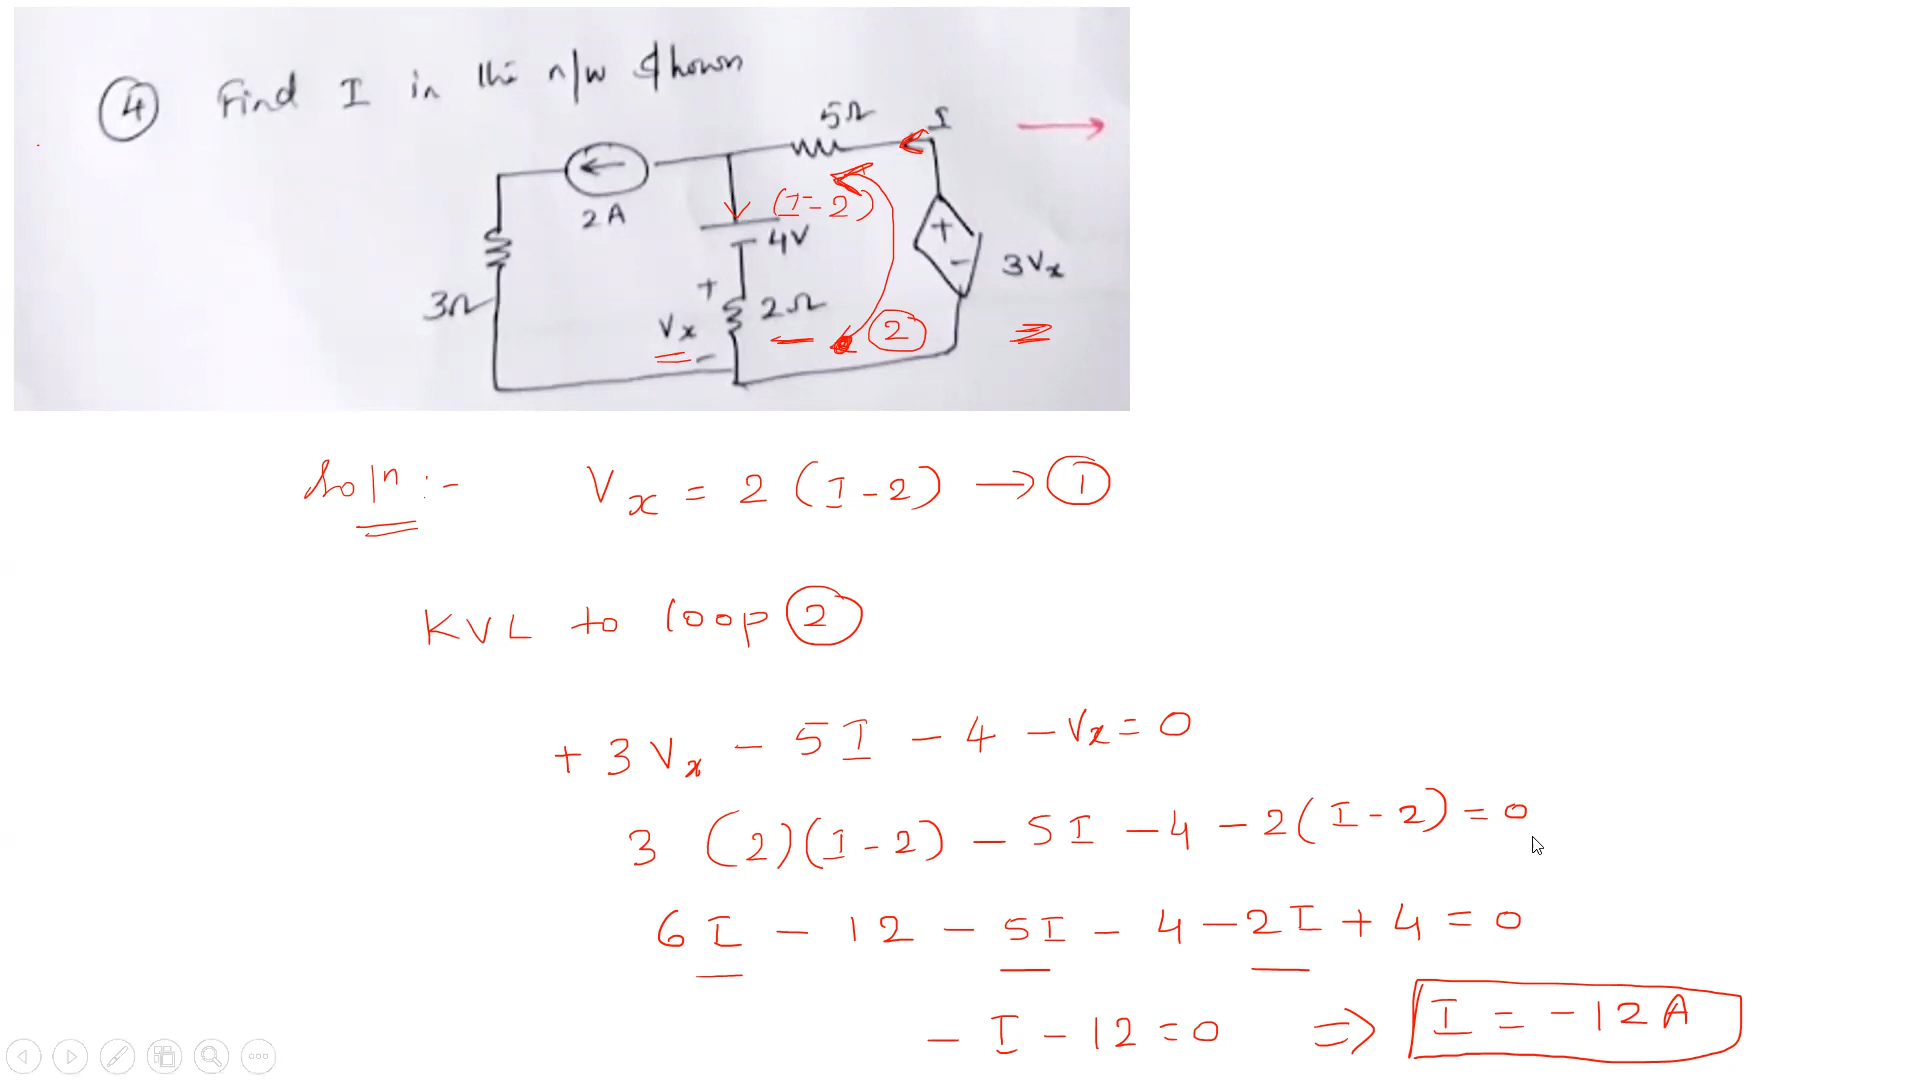 4 Find I in the n/w shown
5Ω I
2A (I-2)
4V
+ -
3Vx
3Ω + 2Ω
Vx - 2
Soln :- Vx = 2 (I-2) → 1
KVL to loop 2
+ 3Vx - 5I - 4 - Vx = 0
3 (2)(I-2) - 5I - 4 - 2(I-2) = 0
6I - 12 - 5I - 4 - 2I + 4 = 0
- I - 12 = 0 ⇒ I = -12A